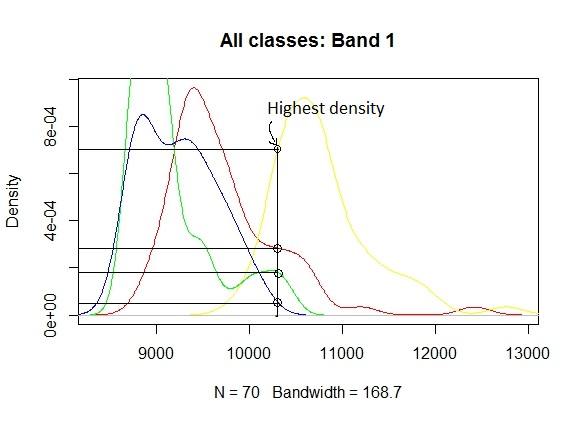 All classes: Band 1
Highest density
Density
0e+00
4e-04
8e-04
9000 10000 11000 12000 13000
N = 70 Bandwidth = 168.7